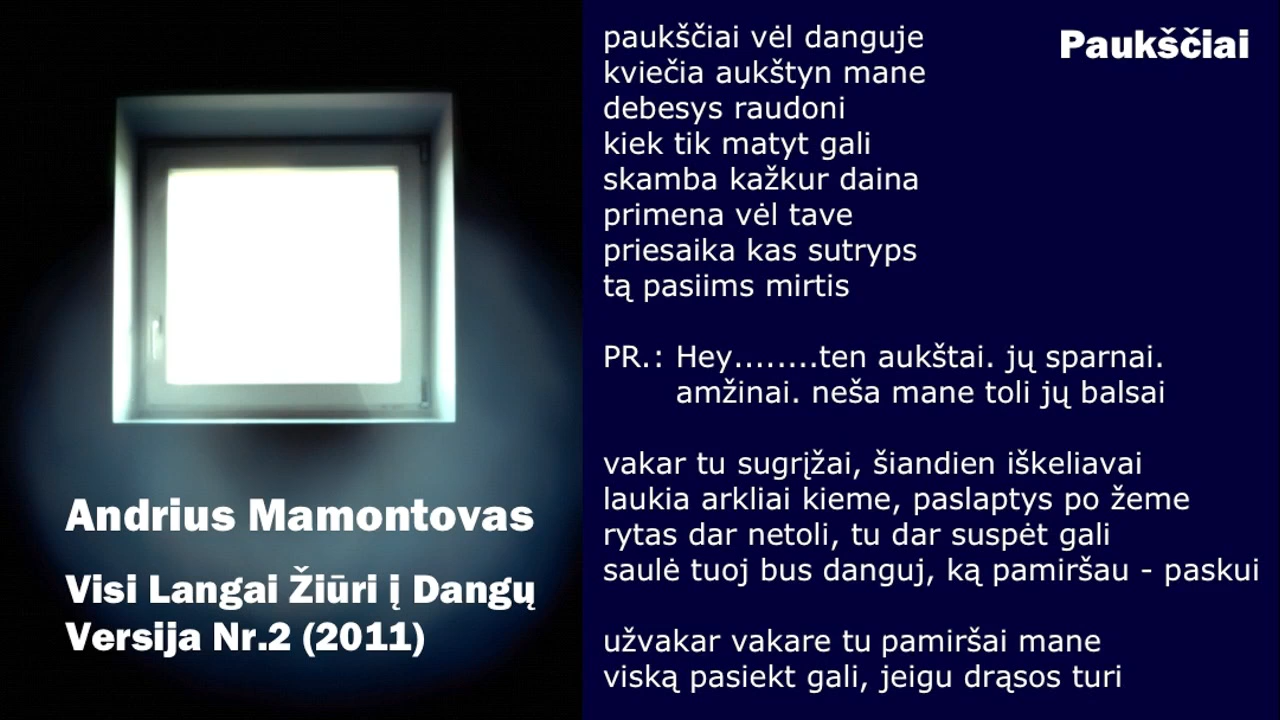 Andrius Mamontovas
Visi Langai Žiūri į Dangų
Versija Nr.2 (2011)
Paukščiai
paukščiai vėl danguje
kviečia aukštyn mane
debesys raudoni
kiek tik matyt gali
skamba kažkur daina
primena vėl tave
priesaika kas sutryps
tą pasiims mirtis
PR.: Hey........ten aukštai. jų sparnai.
amžinai. neša mane toli jų balsai
vakar tu sugrįžai, šiandien iškeliavai
laukia arkliai kieme, paslaptys po žeme
rytas dar netoli, tu dar suspėt gali
saulė tuoj bus danguj, ką pamiršau - paskui
užvakar vakare tu pamiršai mane
viską pasiekt gali, jeigu drąsos turi